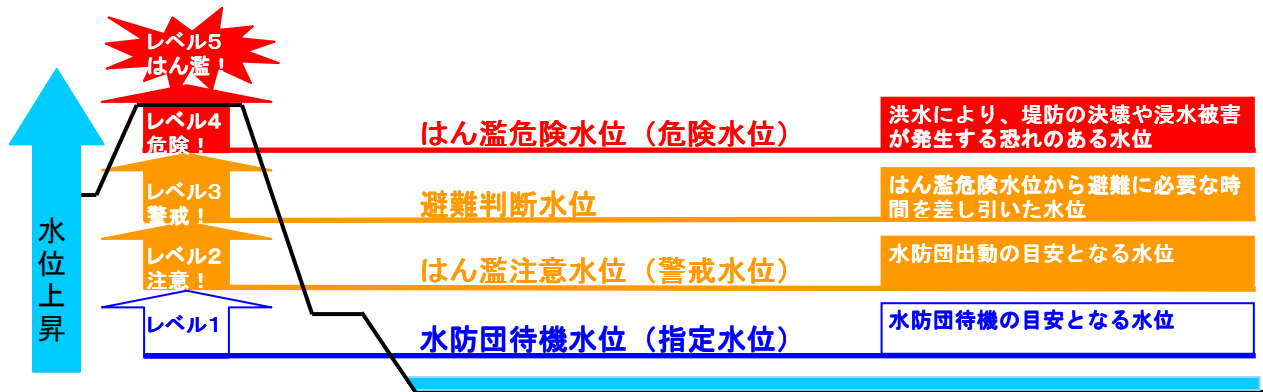 レベル5
はん濫！
レベル4
危険！
はん濫危険水位（危険水位）
洪水により、堤防の決壊や浸水被害
が発生する恐れのある水位
レベル3
警戒！
避難判断水位
はん濫危険水位から避難に必要な時
間を差し引いた水位
レベル2
注意！
はん濫注意水位（警戒水位）
水防団出動の目安となる水位
レベル1
水防団待機水位（指定水位）
水防団待機の目安となる水位
水位上昇